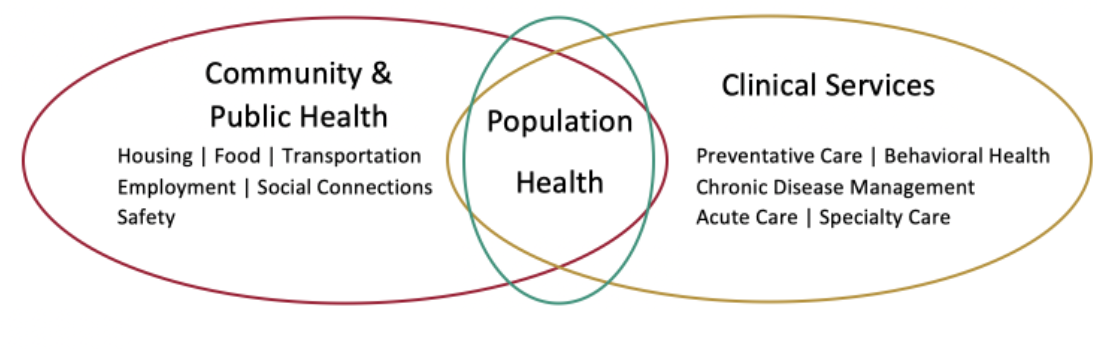 Community &
Public Health
Housing | Food | Transportation
Employment | Social Connections
Safety
Population
Health
Clinical Services
Preventative Care | Behavioral Health
Chronic Disease Management
Acute Care | Specialty Care